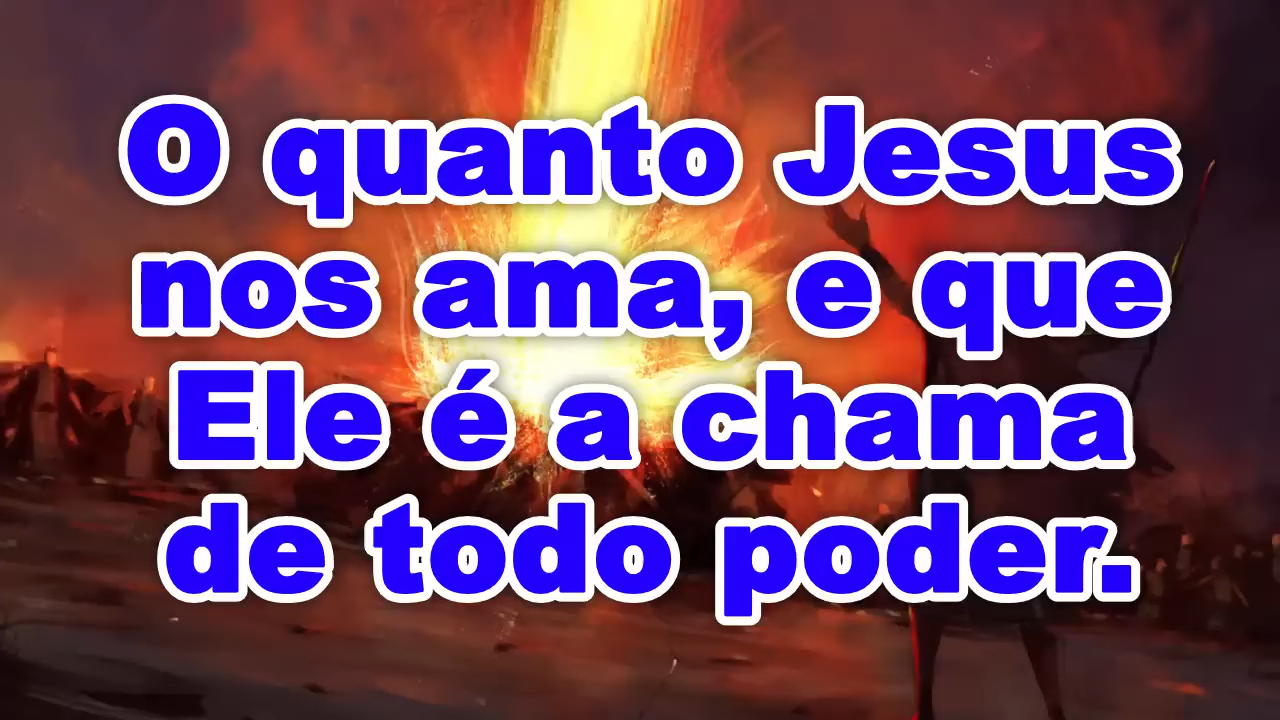 O quanto Jesus
nos ama, e que
Ele é a chama
de todo poder.